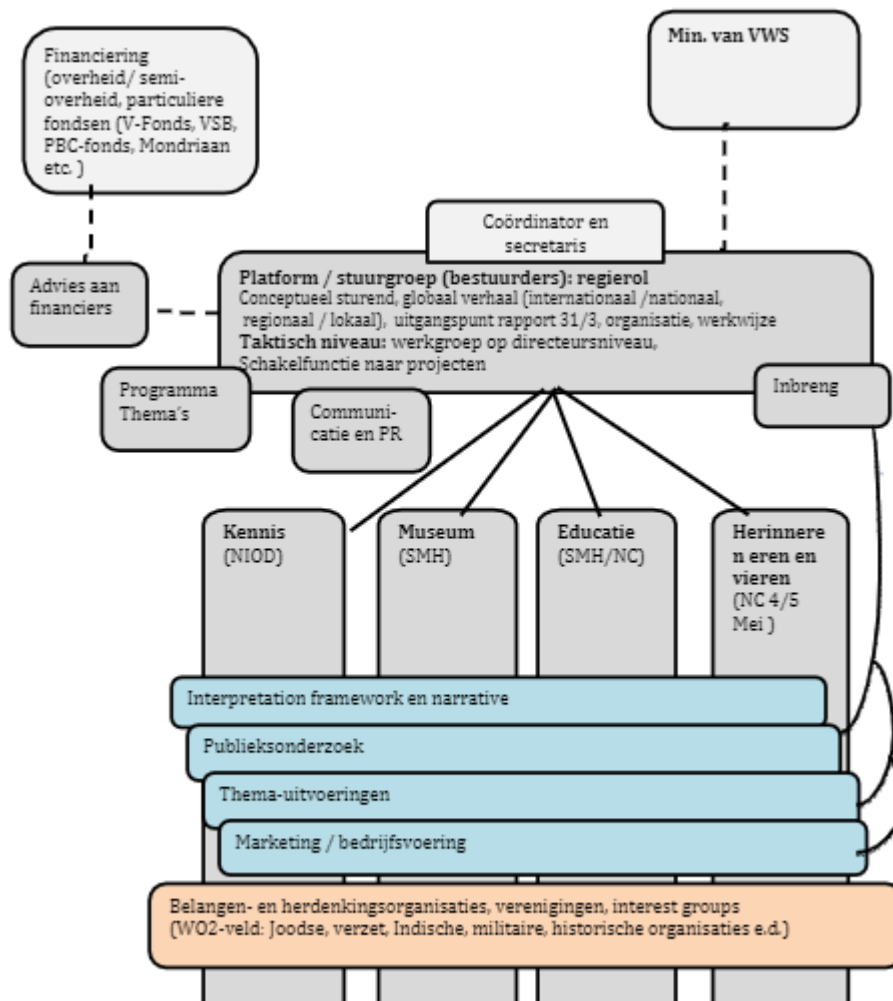 Financiering
(overheid/ semi-
overheid, particuliere
fondsen (V-Fonds, VSB,
PBC-fonds, Mondriaan
etc. )
Min. van VWS
Coördinator en
secretaris
Advies aan
financiers
Platform / stuurgroep (bestuurders): regierol
Conceptueel sturend, globaal verhaal (internationaal /nationaal,
regionaal / lokaal), uitgangspunt rapport 31/3, organisatie, werkwijze
Taktisch niveau: werkgroep op directeursniveau,
Schakelfunctie naar projecten
Programma
Thema's
Communi-
catie en PR
Inbreng
Kennis
(NIOD)
Museum
(SMH)
Educatie
(SMH/NC)
Herinnere
n eren en
vieren
(NC 4/5
Mei )
Interpretation framework en narrative
Publieksonderzoek
Thema-uitvoeringen
Marketing / bedrijfsvoering
Belangen- en herdenkingsorganisaties, verenigingen, interest groups
(WO2-veld: Joodse, verzet, Indische, militaire, historische organisaties e.d.)